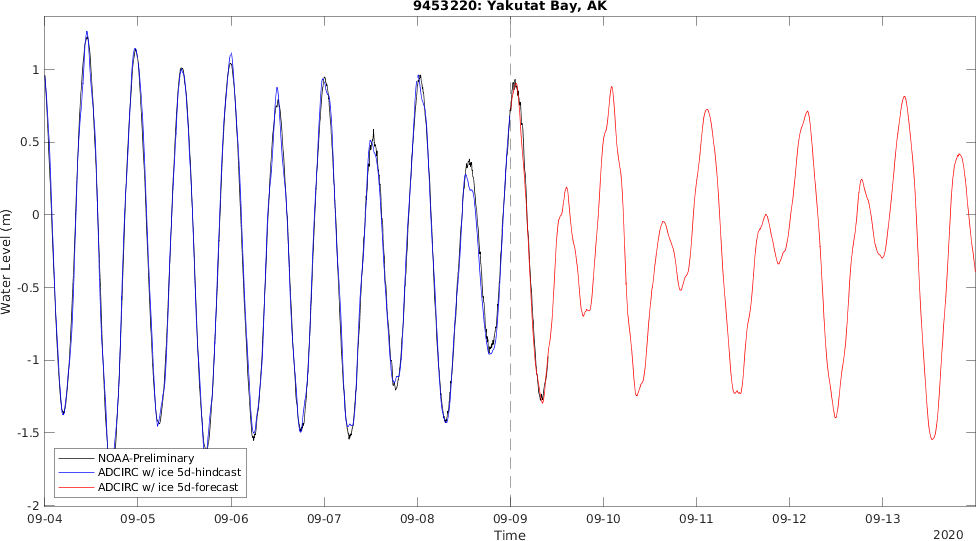 9453220: Yakutat Bay, AK
Water Level (m)
1
0.5
0
-0.5
-1
-1.5
-2
NOAA-Preliminary
ADCIRC w/ ice 5d-hindcast
ADCIRC w/ ice 5d-forecast
09-04 09-05 09-06 09-07 09-08 09-09 09-10 09-11 09-12 09-13
Time
2020